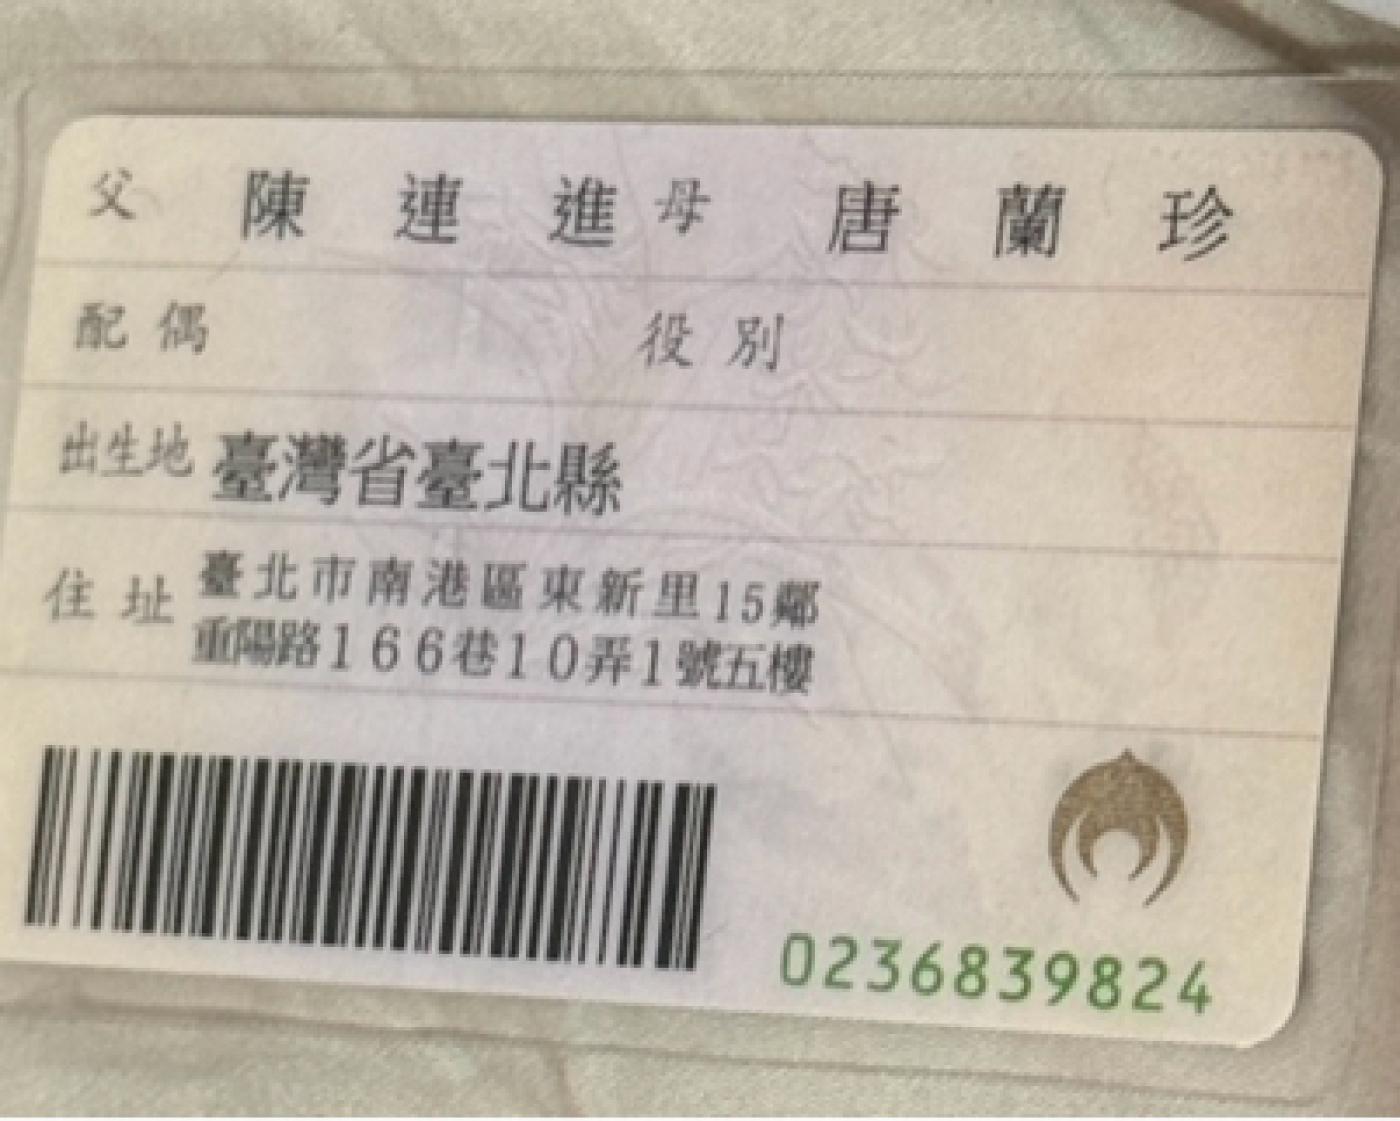 父 陳連進 母 唐蘭珍
配偶 役別
出生地 臺灣省臺北縣
住址 臺北市南港區東新里15鄰
重陽路166巷10弄1號五樓
0236839824